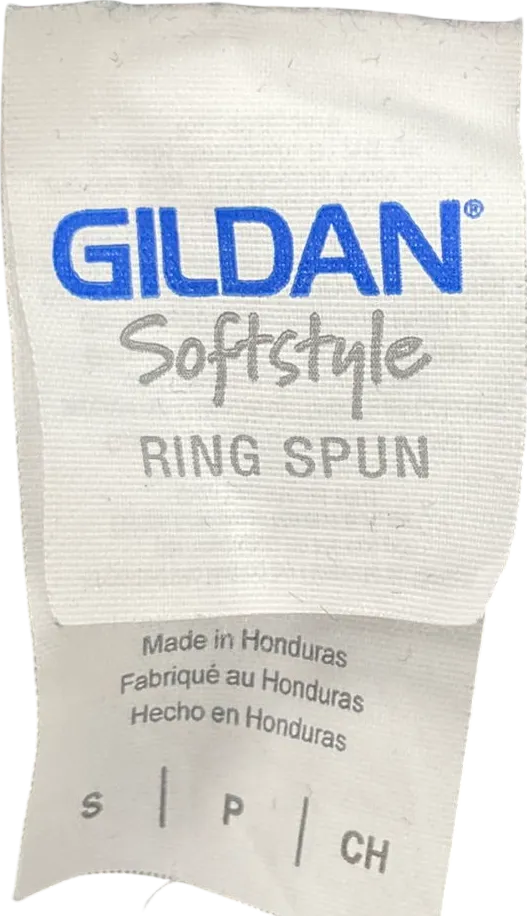 GILDAN®
Softstyle
RING SPUN
Made in Honduras
Fabriqué au Honduras
Hecho en Honduras
S | P | CH